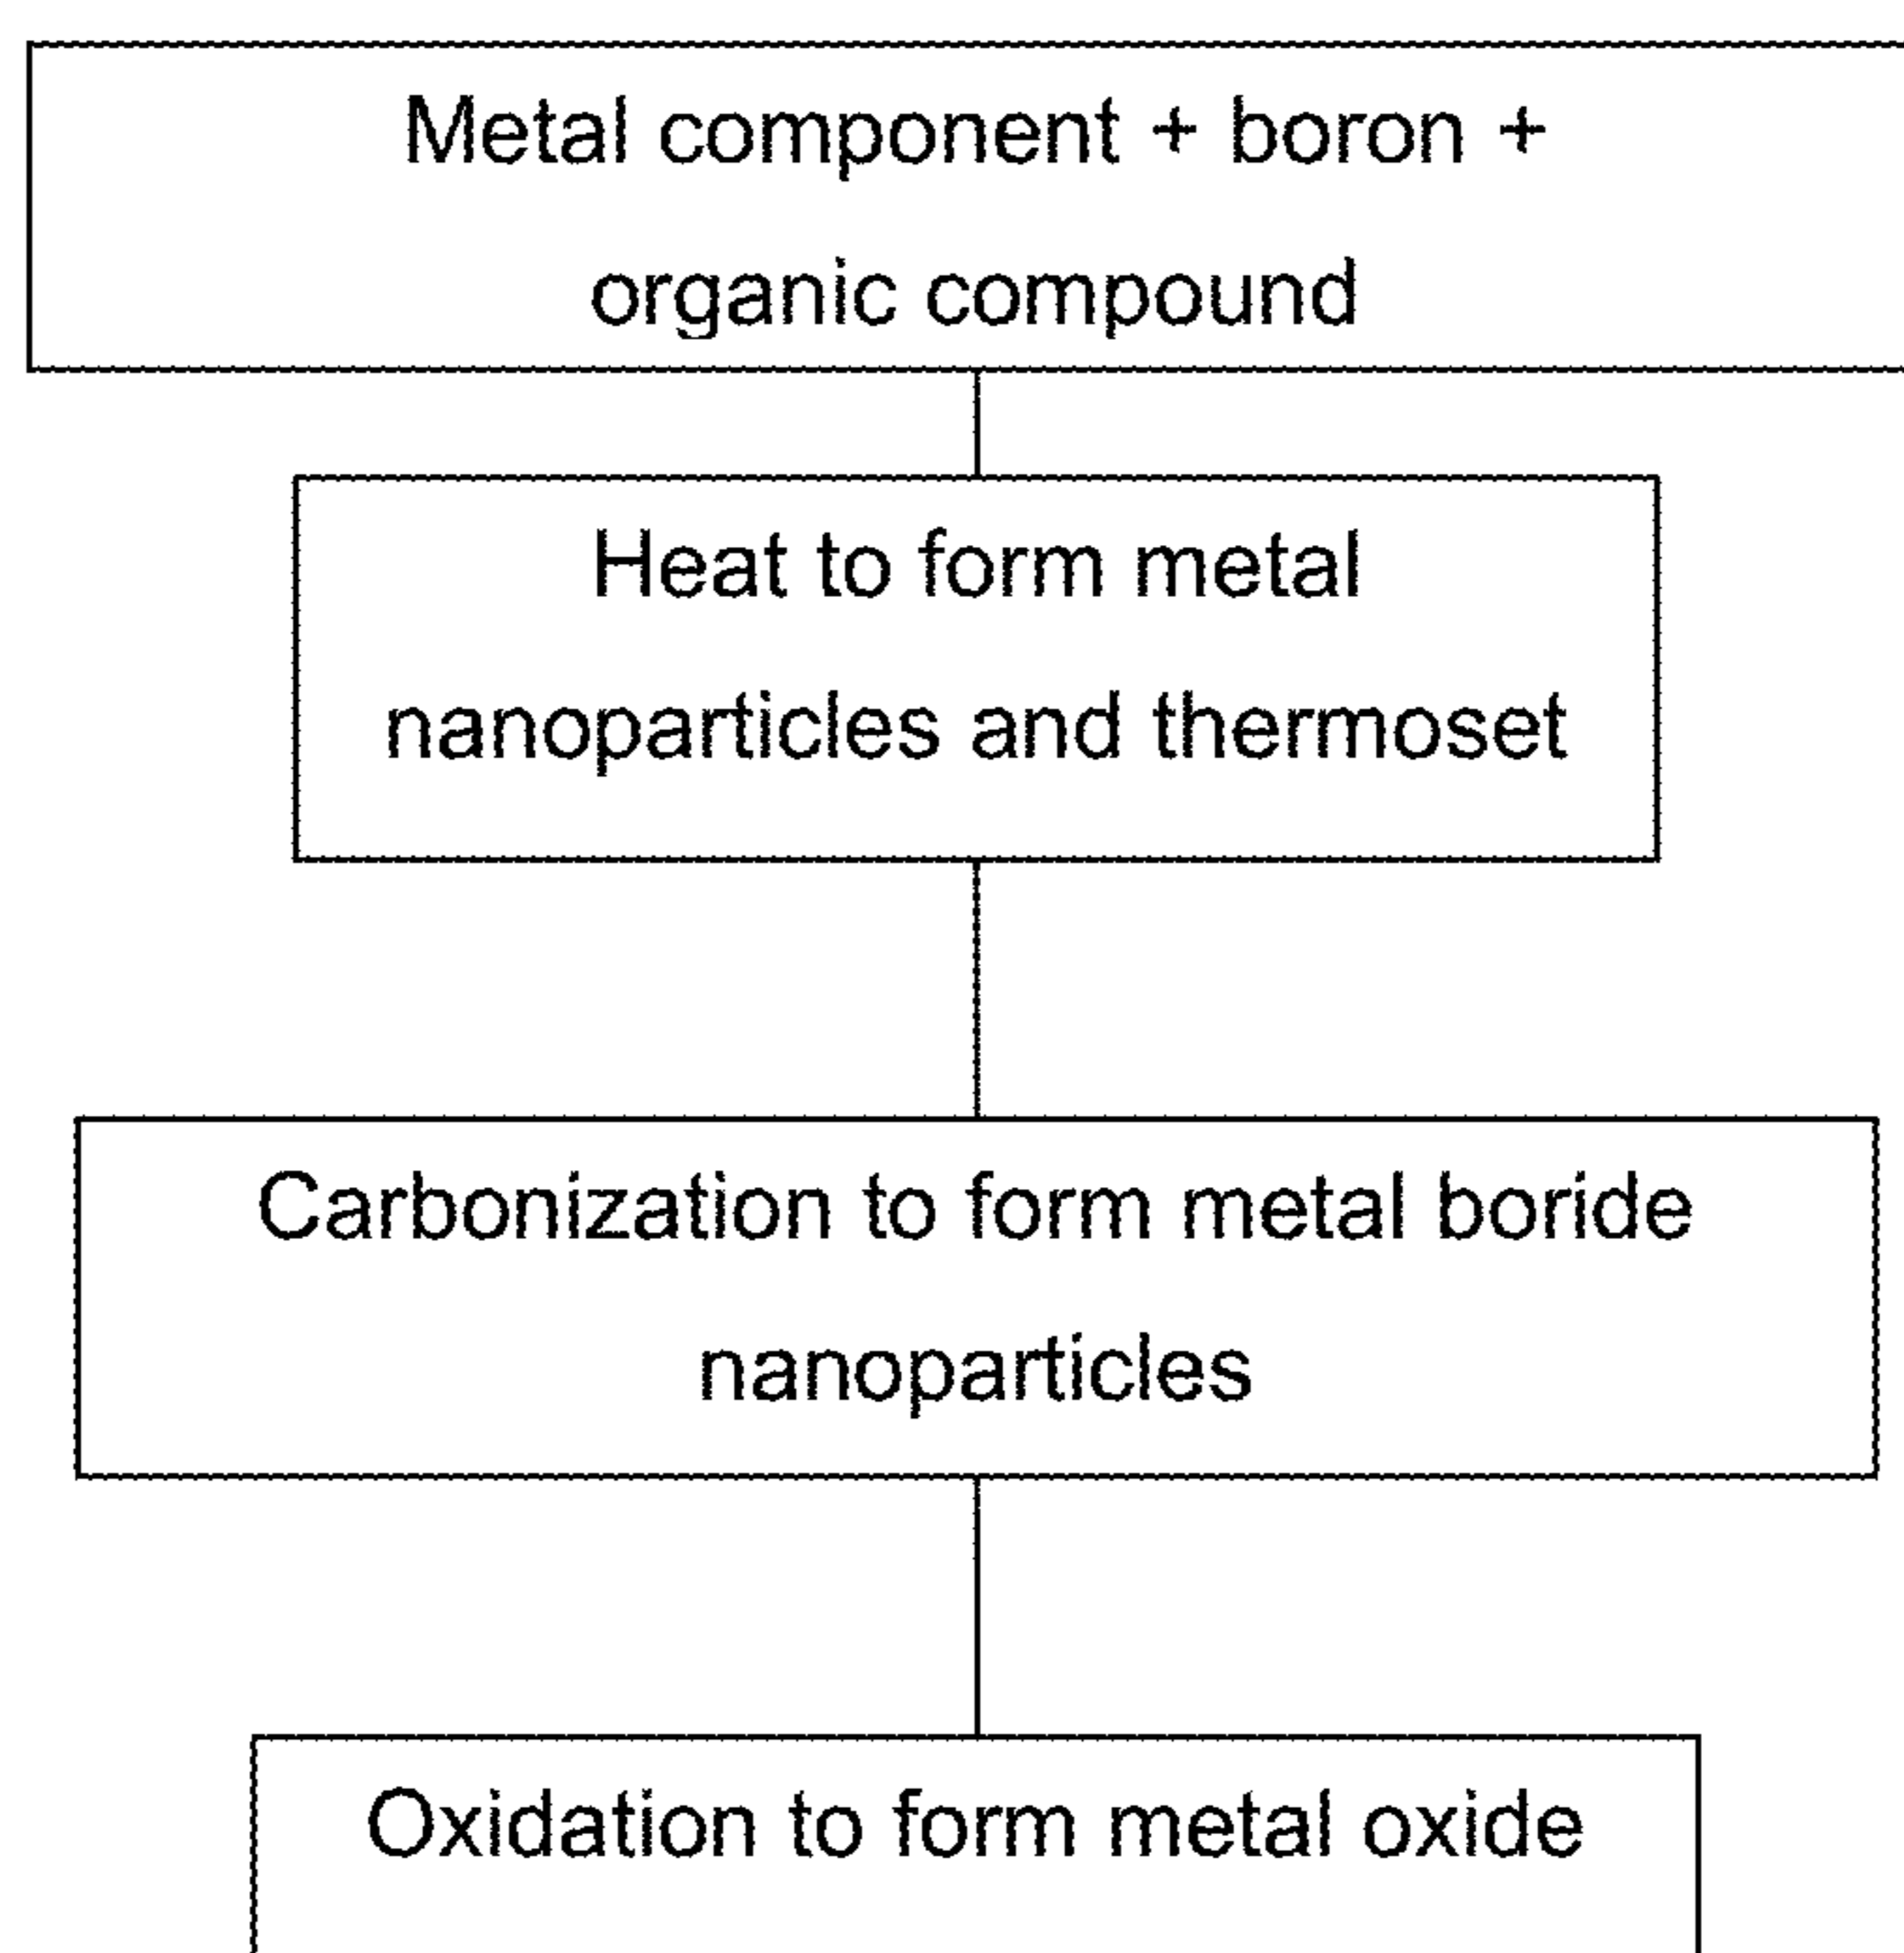 Metal component + boron +
organic compound
Heat to form metal
nanoparticles and thermoset
Carbonization to form metal boride
nanoparticles
Oxidation to form metal oxide